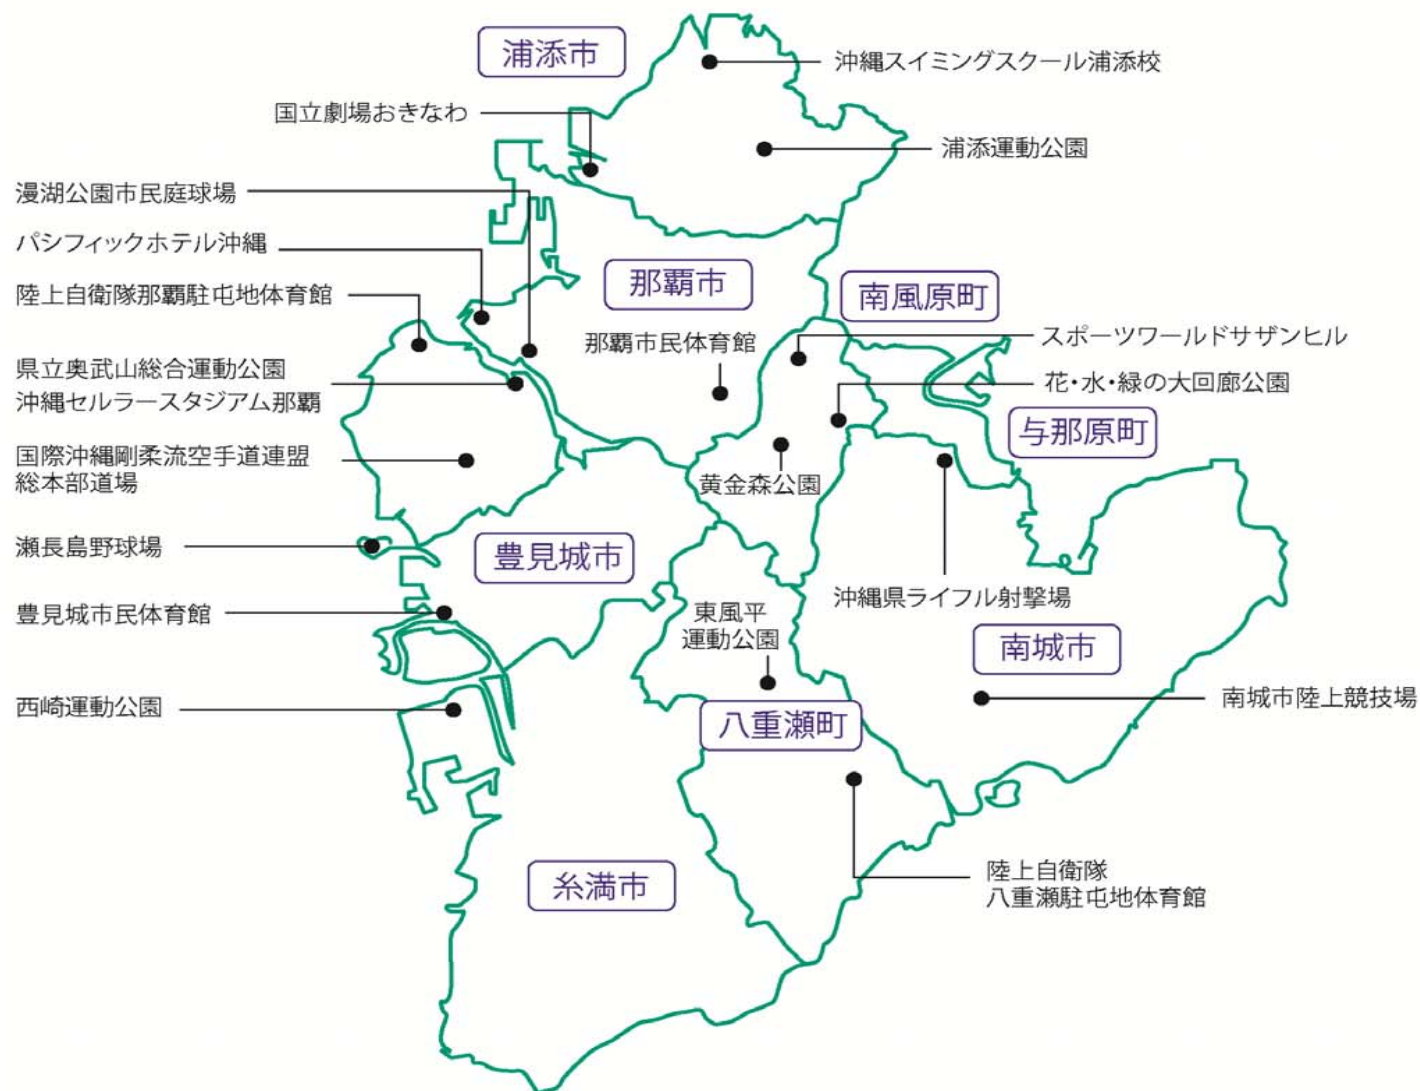 浦添市
沖縄スイミングスクール浦添校
国立劇場おきなわ
浦添運動公園
漫湖公園市民庭球場
パシフィックホテル沖縄
那覇市
南風原町
陸上自衛隊那覇駐屯地体育館
那覇市民体育館
スポーツワールドサザンヒル
県立奥武山総合運動公園
沖縄セルラースタジアム那覇
花・水・緑の大回廊公園
与那原町
国際沖縄剛柔流空手道連盟
総本部道場
黄金森公園
瀬長島野球場
豊見城市
沖縄県ライフル射撃場
豊見城市民体育館
東風平
運動公園
南城市
西崎運動公園
南城市陸上競技場
八重瀬町
糸満市
陸上自衛隊
八重瀬駐屯地体育館